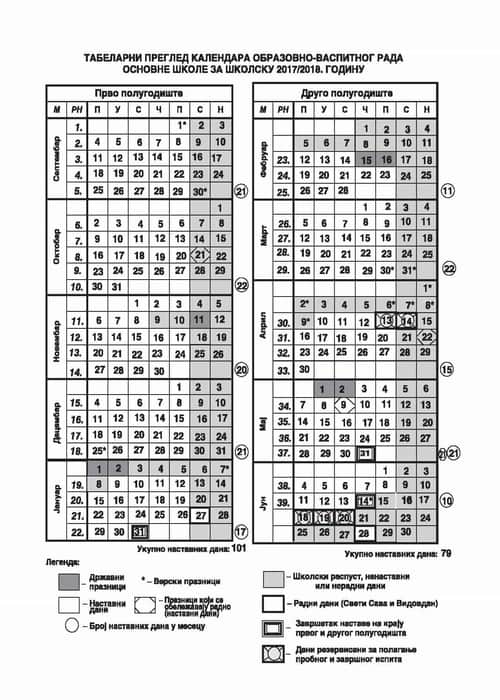 ТАБЕЛАРНИ ПРЕГЛЕД КАЛЕНДАРА ОБРАЗОВНО-ВАСПИТНОГ РАДА
ОСНОВНЕ ШКОЛЕ ЗА ШКОЛСКУ 2017/2018. ГОДИНУ
Прво полугодиште
М РН П У С Ч П С Н
Септембар
1. 1* 2 3
2. 4 5 6 7 8 9 10
3. 11 12 13 14 15 16 17
4. 18 19 20 21 22 23 24
5. 25 26 27 28 29 30* 21
Октобар
1
6. 2 3 4 5 6 7 8
7. 9 10 11 12 13 14 15
8. 16 17 18 19 20 21 22
9. 23 24 25 26 27 28 29
10. 30 31 22
Новембар
1 2 3 4 5
11. 6 7 8 9 10 11 12
12. 13 14 15 16 17 18 19
13. 20 21 22 23 24 25 26
14. 27 28 29 30 20
Децембар
1 2 3
15. 4 5 6 7 8 9 10
16. 11 12 13 14 15 16 17
17. 18 19 20 21 22 23 24
18. 25* 26 27 28 29 30 31 21
Јануар
1 2 3 4 5 6 7*
19. 8 9 10 11 12 13 14
20. 15 16 17 18 19 20 21
21. 22 23 24 25 26 27 28
22. 29 30 31 17
Укупно наставних дана: 101
Друго полугодиште
М РН П У С Ч П С Н
Фебруар
1 2 3 4
5 6 7 8 9 10 11
23. 12 13 14 15 16 17 18
24. 19 20 21 22 23 24 25
25. 26 27 28 11
Март
1 2 3 4
26. 5 6 7 8 9 10 11
27. 12 13 14 15 16 17 18
28. 19 20 21 22 23 24 25
29. 26 27 28 29 30* 31* 22
Април
1*
2* 3 4 5 6* 7* 8*
30. 9* 10 11 12 13 14 15
31. 16 17 18 19 20 21 22
32. 23 24 25 26 27 28 29
33. 30 15
Мај
1 2 3 4 5 6
34. 7 8 9 10 11 12 13
35. 14 15 16 17 18 19 20
36. 21 22 23 24 25 26 27
37. 28 29 30 31 21 21
Јун
1 2 3
38. 4 5 6 7 8 9 10
39. 11 12 13 14* 15 16 17 10
18 19 20 21 22 23 24
25 26 27 28 29 30
Укупно наставних дана: 79
Легенда:
– Државни празници
* – Верски празници
– Наставни дани
– Празници који се обележавају радно (наставни дани)
– Број наставних дана у месецу
– Школски распуст, ненаставни или нерадни дани
– Радни дани (Свети Сава и Видовдан)
– Завршетак наставе на крају првог и другог полугодишта
– Дани резервисани за полагање пробног и завршног испита